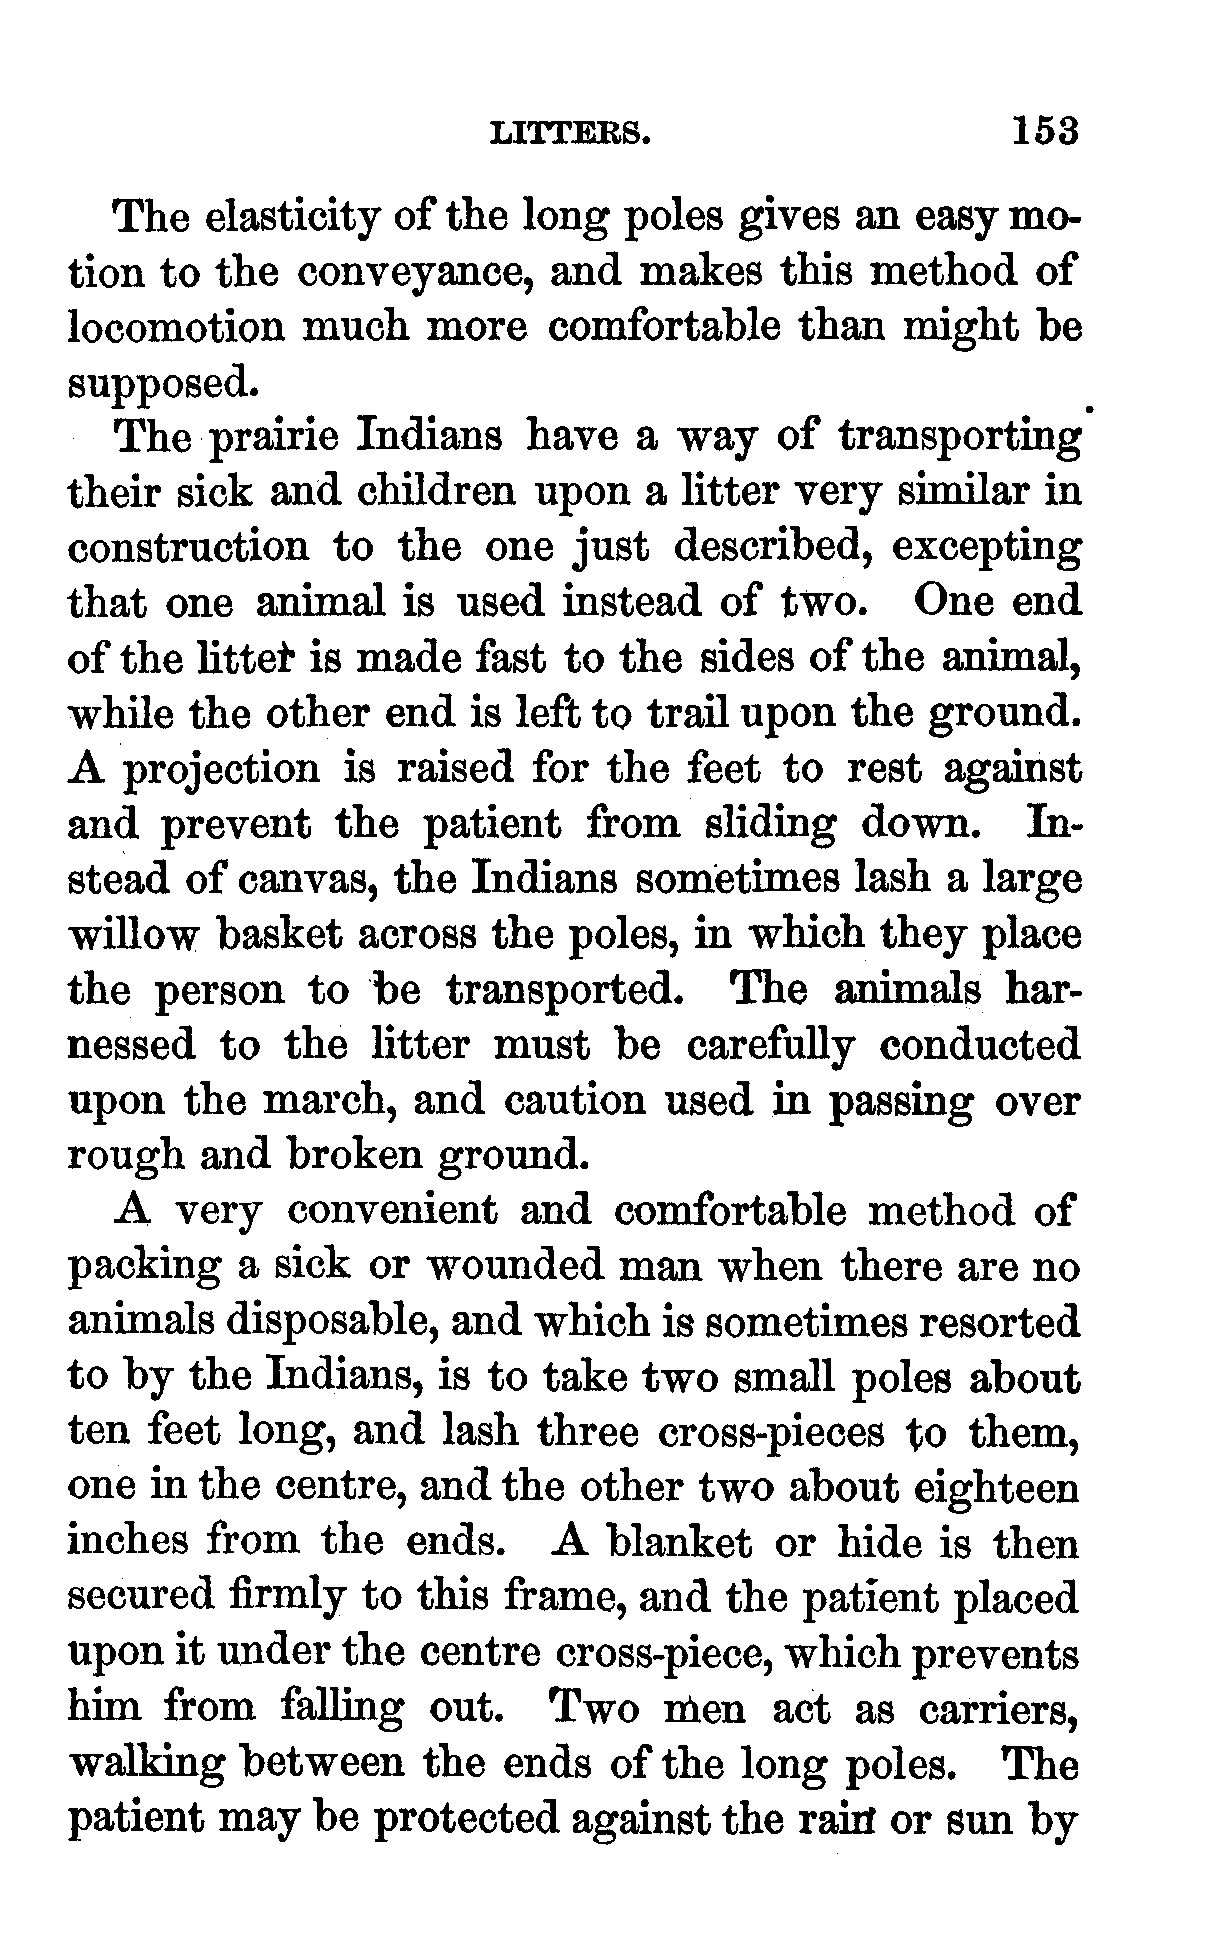 LITTERS. 153
The elasticity of the long poles gives an easy mo-
tion to the conveyance, and makes this method of
locomotion much more comfortable than might be
supposed.
The prairie Indians have a way of transporting
their sick and children upon a litter very similar in
construction to the one just described, excepting
that one animal is used instead of two. One end
of the litter is made fast to the sides of the animal,
while the other end is left to trail upon the ground.
A projection is raised for the feet to rest against
and prevent the patient from sliding down. In-
stead of canvas, the Indians sometimes lash a large
willow basket across the poles, in which they place
the person to be transported. The animals har-
nessed to the litter must be carefully conducted
upon the march, and caution used in passing over
rough and broken ground.
A very convenient and comfortable method of
packing a sick or wounded man when there are no
animals disposable, and which is sometimes resorted
to by the Indians, is to take two small poles about
ten feet long, and lash three cross-pieces to them,
one in the centre, and the other two about eighteen
inches from the ends. A blanket or hide is then
secured firmly to this frame, and the patient placed
upon it under the centre cross-piece, which prevents
him from falling out. Two men act as carriers,
walking between the ends of the long poles. The
patient may be protected against the rain or sun by